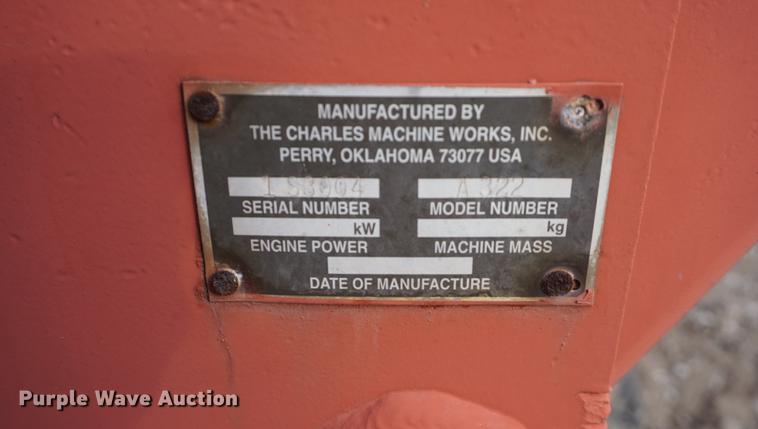 MANUFACTURED BY
THE CHARLES MACHINE WORKS, INC.
PERRY, OKLAHOMA 73077 USA
A 322
SERIAL NUMBER MODEL NUMBER
kW kg
ENGINE POWER MACHINE MASS
DATE OF MANUFACTURE
Purple Wave Auction